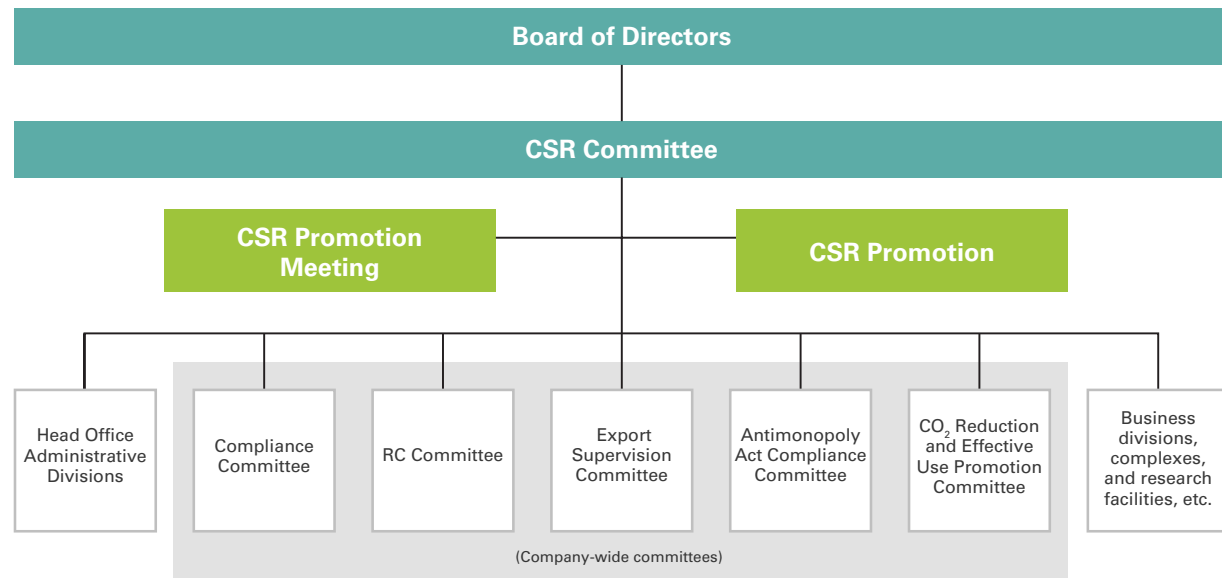 Board of Directors
CSR Committee
CSR Promotion
Meeting
CSR Promotion
Head Office
Administrative
Divisions
Compliance
Committee
RC Committee
Export
Supervision
Committee
Antimonopoly
Act Compliance
Committee
CO₂ Reduction
and Effective
Use Promotion
Committee
Business
divisions,
complexes,
and research
facilities, etc.
(Company-wide committees)